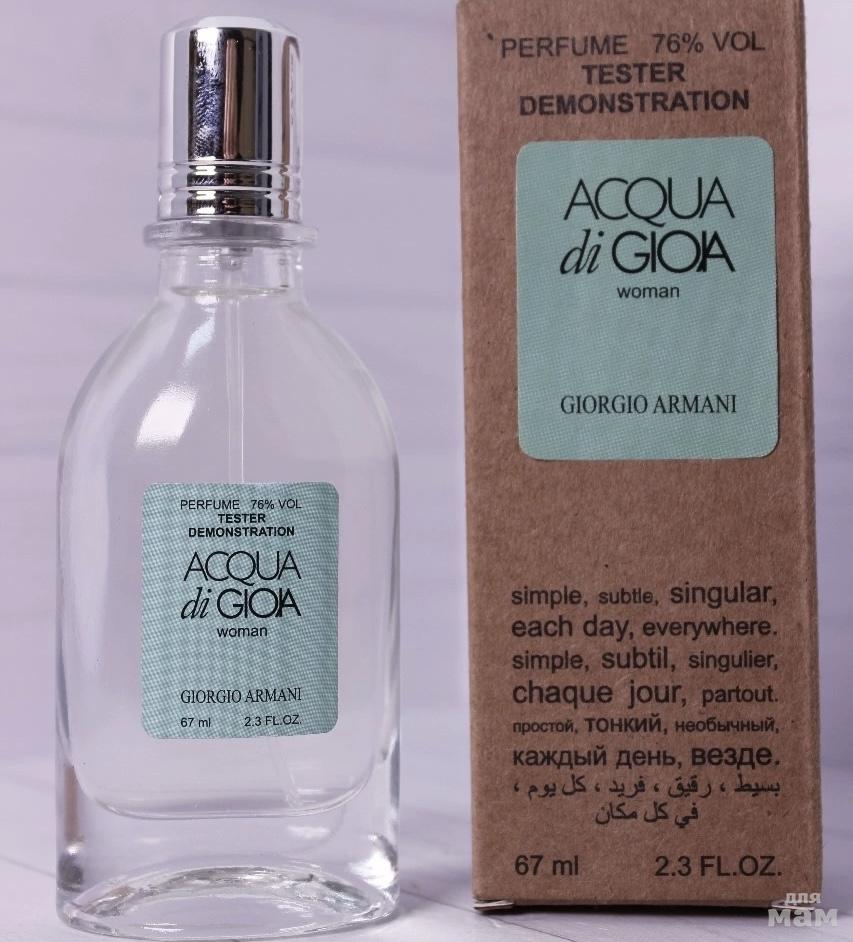 PERFUME 76% VOL
TESTER
DEMONSTRATION
ACQUA
di GIOIA
woman
GIORGIO ARMANI
67 ml 2.3 FL.OZ.
PERFUME 76% VOL
TESTER
DEMONSTRATION
ACQUA
di GIOIA
woman
GIORGIO ARMANI
simple, subtle, singular,
each day, everywhere.
simple, subtil, singulier,
chaque jour, partout.
простой, тонкий, необычный,
каждый день, везде.
بسيط ، رقيق ، فريد ، كل يوم ،
في كل مكان
67 ml 2.3 FL.OZ.
для
мам